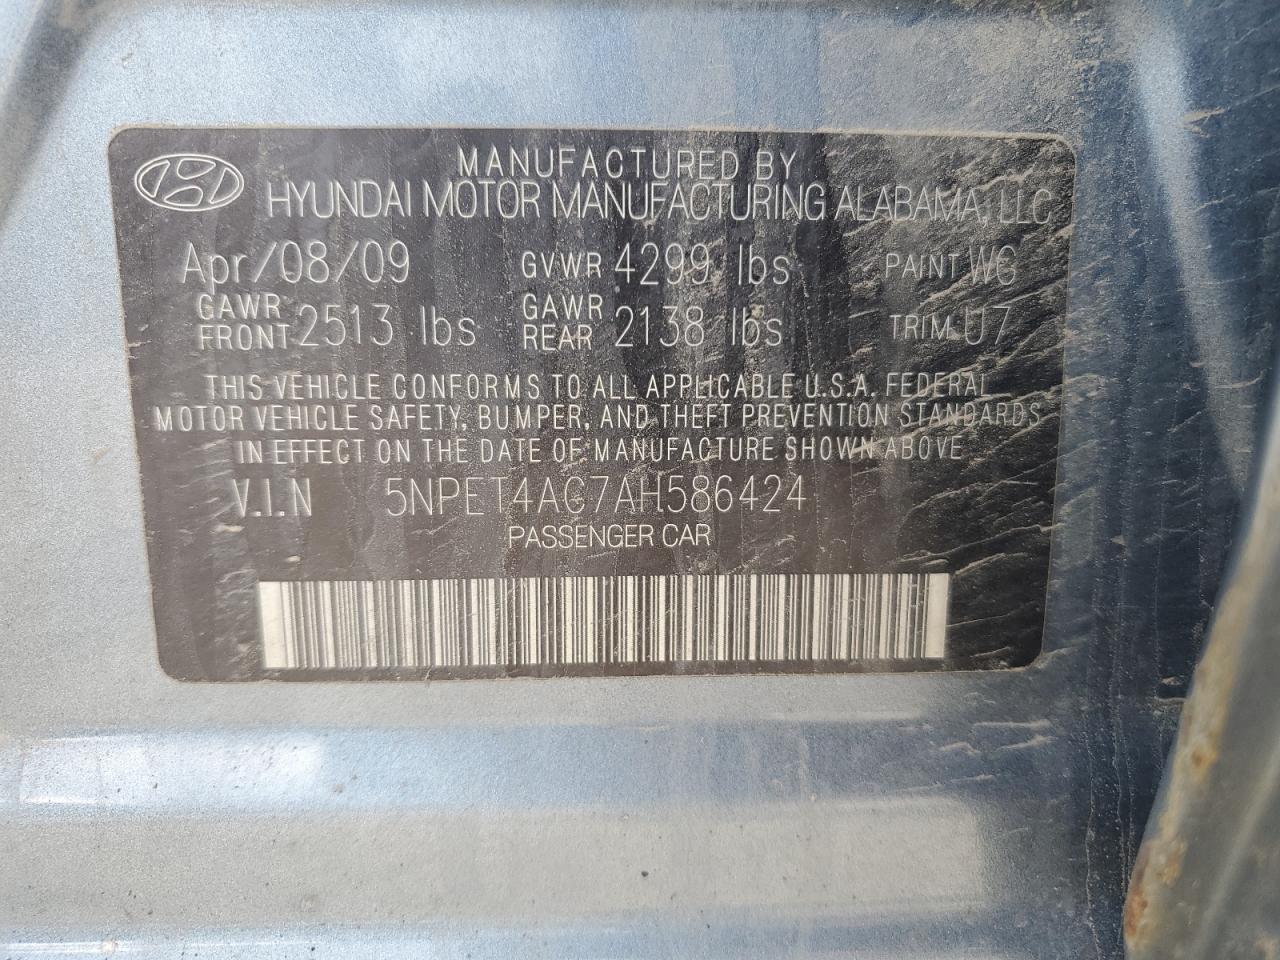 MANUFACTURED BY
HYUNDAI MOTOR MANUFACTURING ALABAMA, LLC
Apr/08/09 GVWR 4299 lbs PAINT WG
GAWR FRONT 2513 lbs GAWR REAR 2138 lbs TRIM U7
THIS VEHICLE CONFORMS TO ALL APPLICABLE U.S.A. FEDERAL
MOTOR VEHICLE SAFETY, BUMPER, AND THEFT PREVENTION STANDARDS
IN EFFECT ON THE DATE OF MANUFACTURE SHOWN ABOVE
V.I.N 5NPET4AC7AH586424
PASSENGER CAR